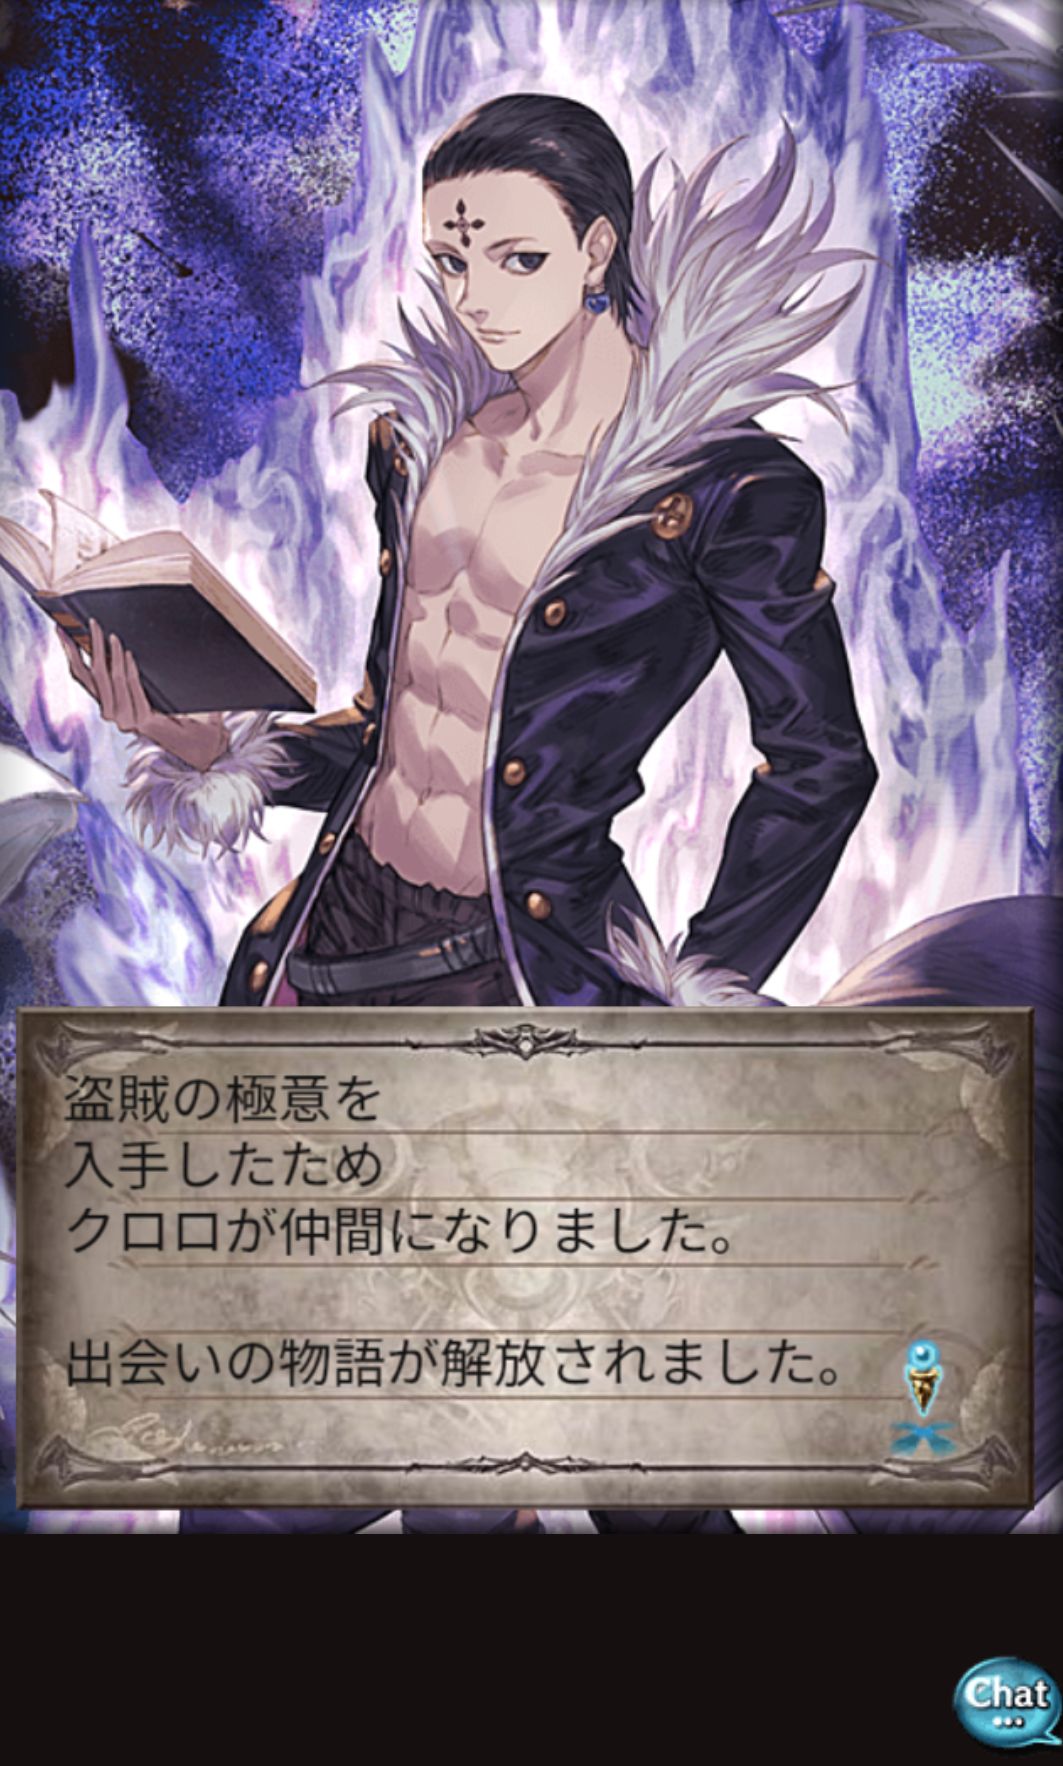 盗賊の極意を
入手したため
クロロが仲間になりました。
出会いの物語が解放されました。
Chat